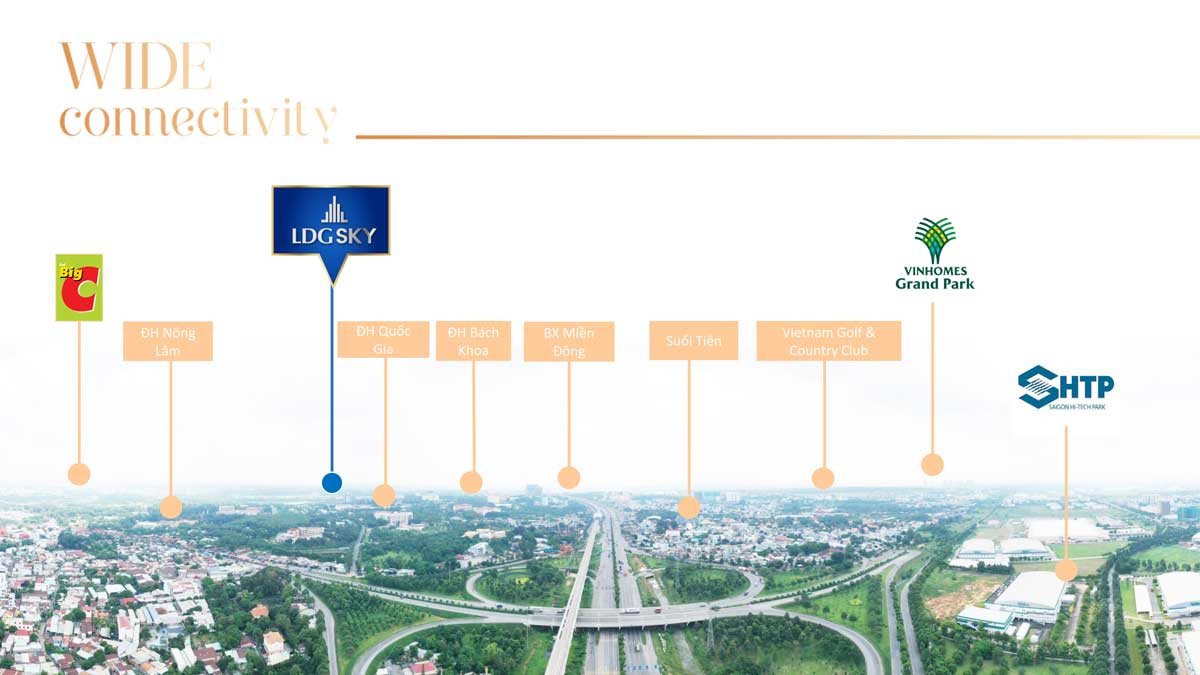 WIDE
connectivity
LDG SKY
Big
C
VINHOMES
Grand Park
ĐH Nông
Lâm
ĐH Quốc
Gia
ĐH Bách
Khoa
BX Miền
Đông
Suối Tiên
Vietnam Golf &
Country Club
SHTP
SAIGON HI-TECH PARK